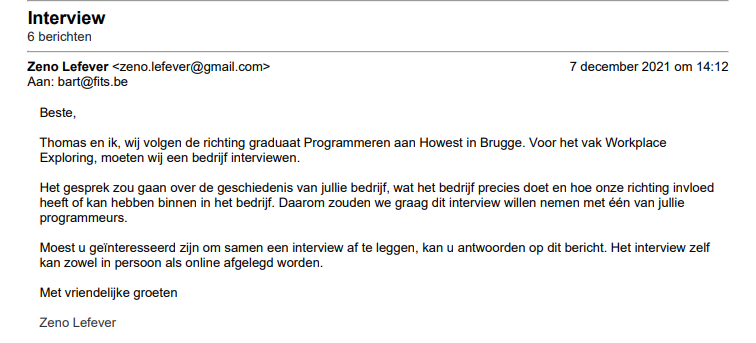 Interview
6 berichten
Zeno Lefever <zeno.lefever@gmail.com> 7 december 2021 om 14:12
Aan: bart@fits.be
Beste,
Thomas en ik, wij volgen de richting graduaat Programmeren aan Howest in Brugge. Voor het vak Workplace
Exploring, moeten wij een bedrijf interviewen.
Het gesprek zou gaan over de geschiedenis van jullie bedrijf, wat het bedrijf precies doet en hoe onze richting invloed
heeft of kan hebben binnen in het bedrijf. Daarom zouden we graag dit interview willen nemen met één van jullie
programmeurs.
Moest u geïnteresseerd zijn om samen een interview af te leggen, kan u antwoorden op dit bericht. Het interview zelf
kan zowel in persoon als online afgelegd worden.
Met vriendelijke groeten
Zeno Lefever